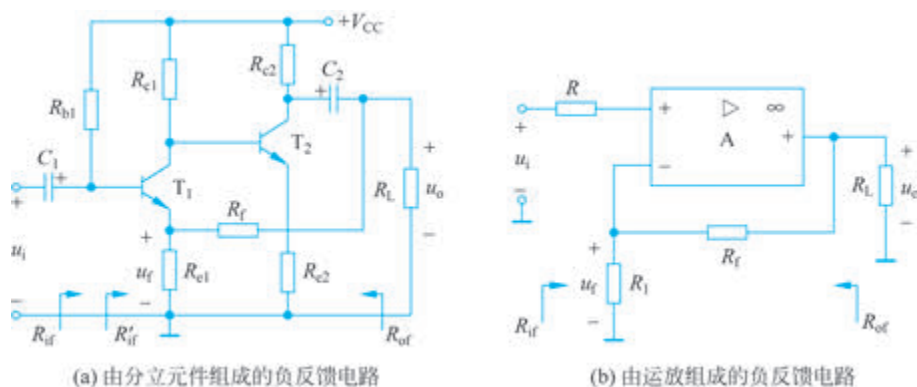 +V_CC
R_c1
R_c2
C_2
R_b1
+
T_2
C_1
+
T_1
+
R_L
u_o
−
+
R_f
+
u_i
u_f
R_e1
R_e2
−
−
R_if
R'_if
R_of
(a) 由分立元件组成的负反馈电路
R
+
▷ ∞
A
+
−
+
u_i
−
+
R_L
u_o
−
R_f
+
u_f
R_1
−
R_if
R_of
(b) 由运放组成的负反馈电路